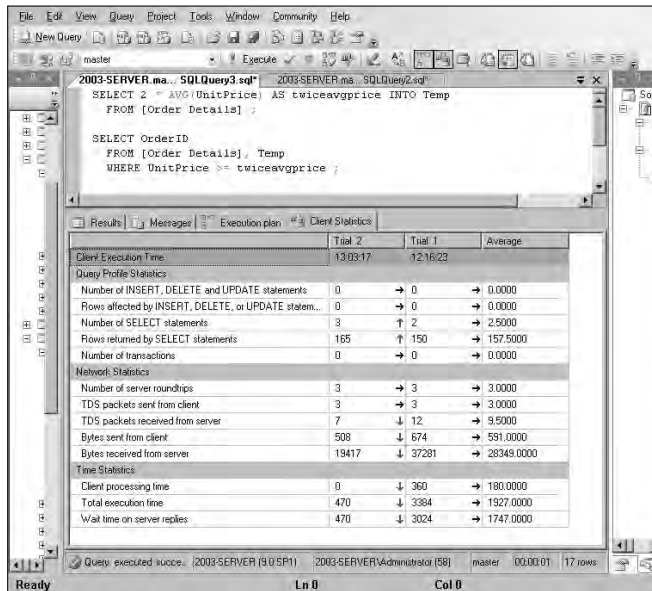 File Edit View Query Project Tools Window Community Help
New Query
master Execute
2003-SERVER.ma... SQLQuery3.sql* 2003-SERVER.ma... SQLQuery2.sql*
SELECT 2 * AVG(UnitPrice) AS twiceavgprice INTO Temp
FROM [Order Details] ;
SELECT OrderID
FROM [Order Details], Temp
WHERE UnitPrice >= twiceavgprice ;
Results Messages Execution plan Client Statistics
Trial 2 Trial 1 Average
Client Execution Time 13:03:17 12:16:23
Query Profile Statistics
Number of INSERT, DELETE and UPDATE statements 0 → 0 → 0.0000
Rows affected by INSERT, DELETE, or UPDATE statem... 0 → 0 → 0.0000
Number of SELECT statements 3 ↑ 2 → 2.5000
Rows returned by SELECT statements 165 ↑ 150 → 157.5000
Number of transactions 0 → 0 → 0.0000
Network Statistics
Number of server roundtrips 3 → 3 → 3.0000
TDS packets sent from client 3 → 3 → 3.0000
TDS packets received from server 7 ↓ 12 → 9.5000
Bytes sent from client 508 ↓ 674 → 591.0000
Bytes received from server 19417 ↓ 37281 → 28349.0000
Time Statistics
Client processing time 0 ↓ 360 → 180.0000
Total execution time 470 ↓ 3384 → 1927.0000
Wait time on server replies 470 ↓ 3024 → 1747.0000
Query executed succe... 2003-SERVER (9.0 SP1) 2003-SERVER\Administrator (58) master 00:00:01 17 rows
Ready Ln 8 Col 8